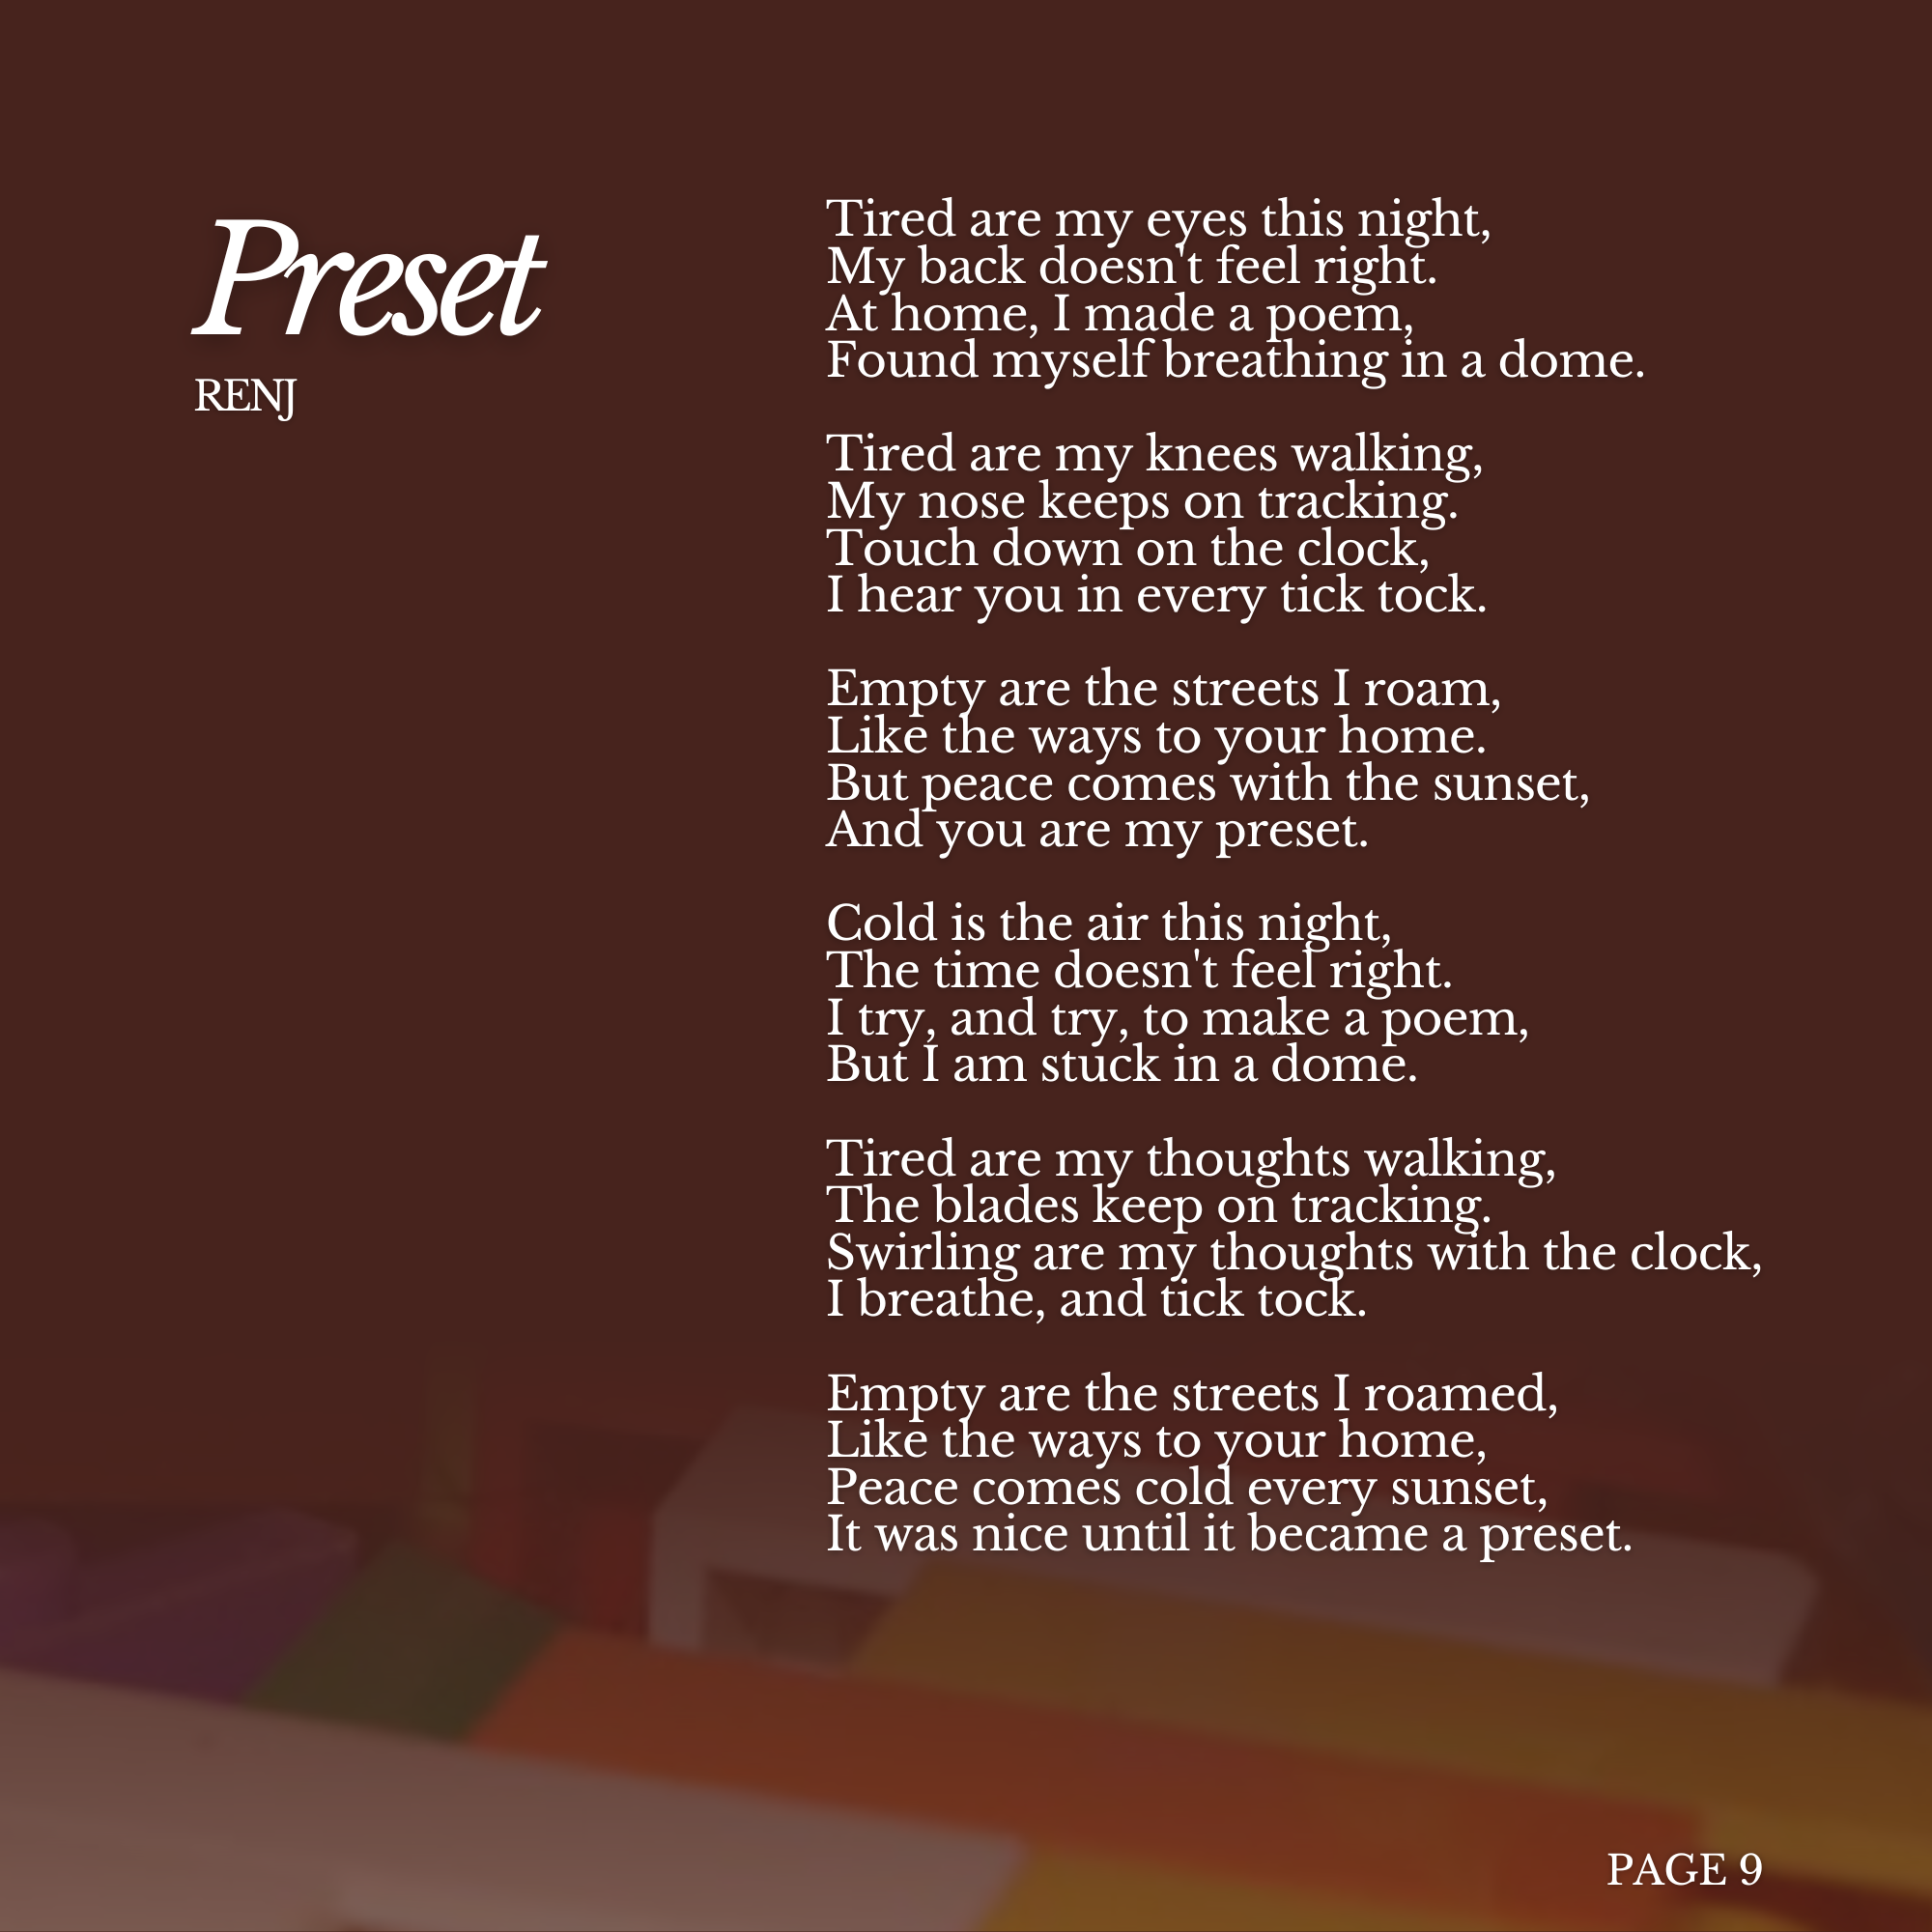 Preset
RENJ
Tired are my eyes this night,
My back doesn't feel right.
At home, I made a poem,
Found myself breathing in a dome.
Tired are my knees walking,
My nose keeps on tracking.
Touch down on the clock,
I hear you in every tick tock.
Empty are the streets I roam,
Like the ways to your home.
But peace comes with the sunset,
And you are my preset.
Cold is the air this night,
The time doesn't feel right.
I try, and try, to make a poem,
But I am stuck in a dome.
Tired are my thoughts walking,
The blades keep on tracking.
Swirling are my thoughts with the clock,
I breathe, and tick tock.
Empty are the streets I roamed,
Like the ways to your home,
Peace comes cold every sunset,
It was nice until it became a preset.
PAGE 9